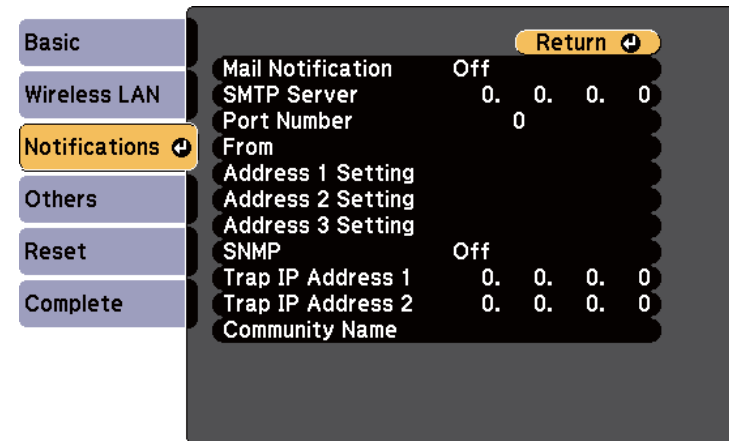 Basic
Wireless LAN
Notifications
Others
Reset
Complete
Return
Mail Notification Off
SMTP Server 0. 0. 0. 0
Port Number 0
From
Address 1 Setting
Address 2 Setting
Address 3 Setting
SNMP Off
Trap IP Address 1 0. 0. 0. 0
Trap IP Address 2 0. 0. 0. 0
Community Name